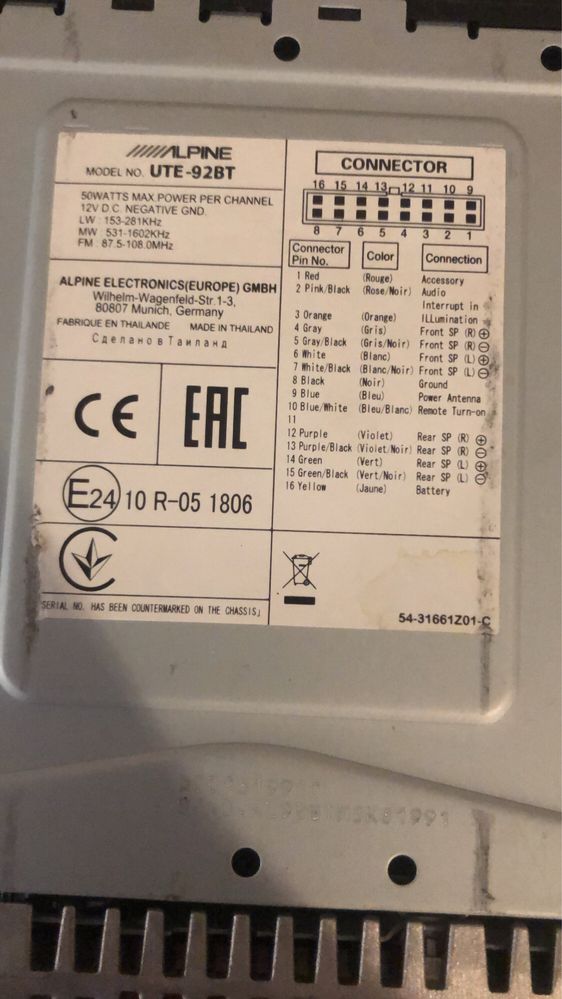 ALPINE
MODEL NO. UTE-92BT
50WATTS MAX.POWER PER CHANNEL
12V D.C. NEGATIVE GND.
LW : 153-281KHz
MW : 531-1602KHz
FM : 87.5-108.0MHz
ALPINE ELECTRONICS(EUROPE) GMBH
Wilhelm-Wagenfeld-Str.1-3,
80807 Munich, Germany
FABRIQUE EN THAILANDE MADE IN THAILAND
Сделано в Таиланд
CE
EAC
E24 10 R-05 1806
SERIAL NO. HAS BEEN COUNTERMARKED ON THE CHASSIS
CONNECTOR
16 15 14 13 12 11 10 9
8 7 6 5 4 3 2 1
Connector Pin No. Color Connection
1 Red (Rouge) Accessory
2 Pink/Black (Rose/Noir) Audio
Interrupt in
3 Orange (Orange) ILLumination
4 Gray (Gris) Front SP (R) ⊕
5 Gray/Black (Gris/Noir) Front SP (R) ⊖
6 White (Blanc) Front SP (L) ⊕
7 White/Black (Blanc/Noir) Front SP (L) ⊖
8 Black (Noir) Ground
9 Blue (Bleu) Power Antenna
10 Blue/White (Bleu/Blanc) Remote Turn-on
11
12 Purple (Violet) Rear SP (R) ⊕
13 Purple/Black (Violet/Noir) Rear SP (R) ⊖
14 Green (Vert) Rear SP (L) ⊕
15 Green/Black (Vert/Noir) Rear SP (L) ⊖
16 Yellow (Jaune) Battery
54-31661Z01-C